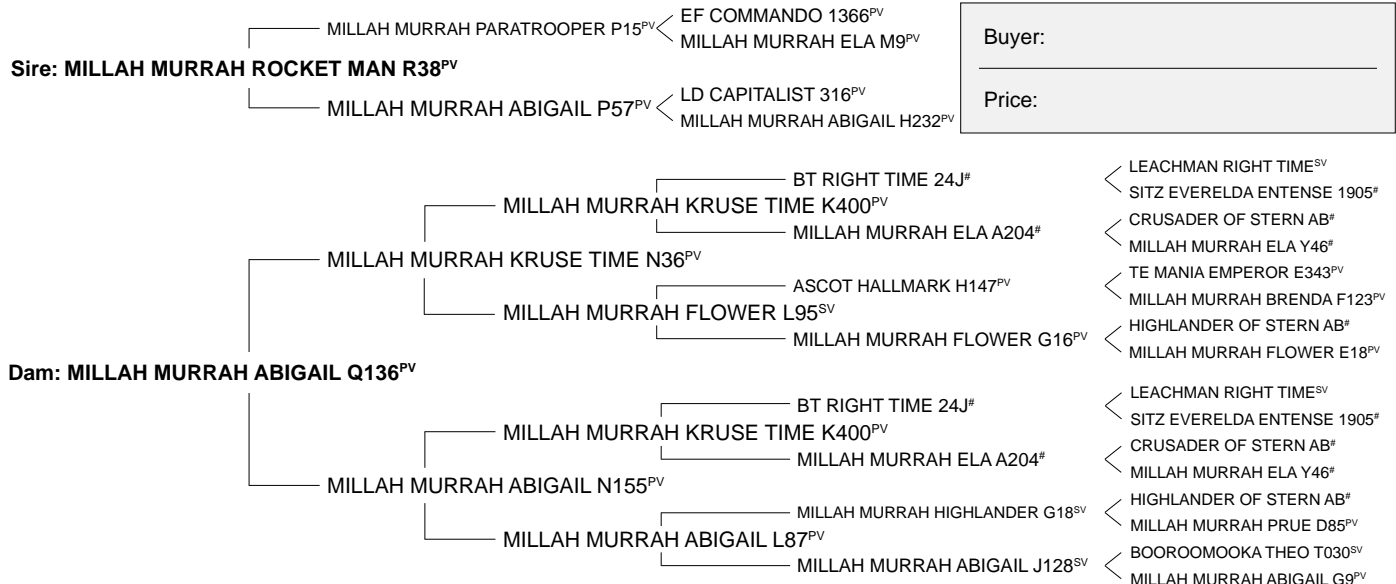 MILLAH MURRAH PARATROOPER P15PV
EF COMMANDO 1366PV
MILLAH MURRAH ELA M9PV
Sire: MILLAH MURRAH ROCKET MAN R38PV
MILLAH MURRAH ABIGAIL P57PV
LD CAPITALIST 316PV
MILLAH MURRAH ABIGAIL H232PV
Buyer:
Price:
BT RIGHT TIME 24J#
LEACHMAN RIGHT TIMESV
SITZ EVERELDA ENTENSE 1905#
MILLAH MURRAH KRUSE TIME K400PV
MILLAH MURRAH ELA A204#
CRUSADER OF STERN AB#
MILLAH MURRAH ELA Y46#
MILLAH MURRAH KRUSE TIME N36PV
ASCOT HALLMARK H147PV
TE MANIA EMPEROR E343PV
MILLAH MURRAH BRENDA F123PV
MILLAH MURRAH FLOWER L95SV
MILLAH MURRAH FLOWER G16PV
HIGHLANDER OF STERN AB#
MILLAH MURRAH FLOWER E18PV
Dam: MILLAH MURRAH ABIGAIL Q136PV
BT RIGHT TIME 24J#
LEACHMAN RIGHT TIMESV
SITZ EVERELDA ENTENSE 1905#
MILLAH MURRAH KRUSE TIME K400PV
MILLAH MURRAH ELA A204#
CRUSADER OF STERN AB#
MILLAH MURRAH ELA Y46#
MILLAH MURRAH ABIGAIL N155PV
MILLAH MURRAH HIGHLANDER G18SV
HIGHLANDER OF STERN AB#
MILLAH MURRAH PRUE D85PV
MILLAH MURRAH ABIGAIL L87PV
MILLAH MURRAH ABIGAIL J128SV
BOOROOMOOKA THEO T030SV
MILLAH MURRAH ABIGAIL G9PV